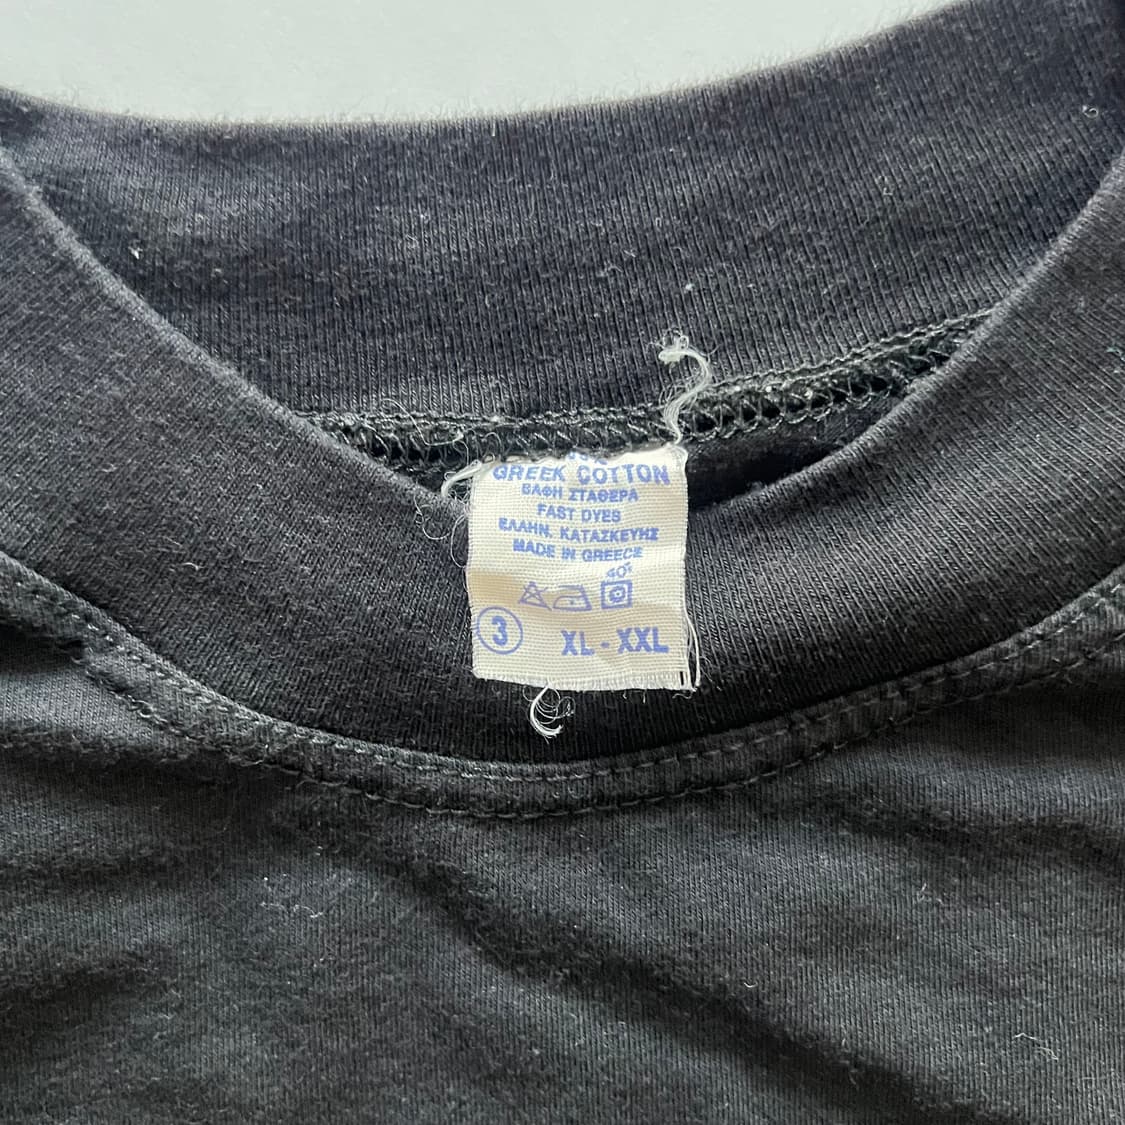 GREEK COTTON
ΒΑΦΗ ΣΤΑΘΕΡΑ
FAST DYES
ΕΛΛΗΝ. ΚΑΤΑΣΚΕΥΗΣ
MADE IN GREECE
40°
3 XL - XXL